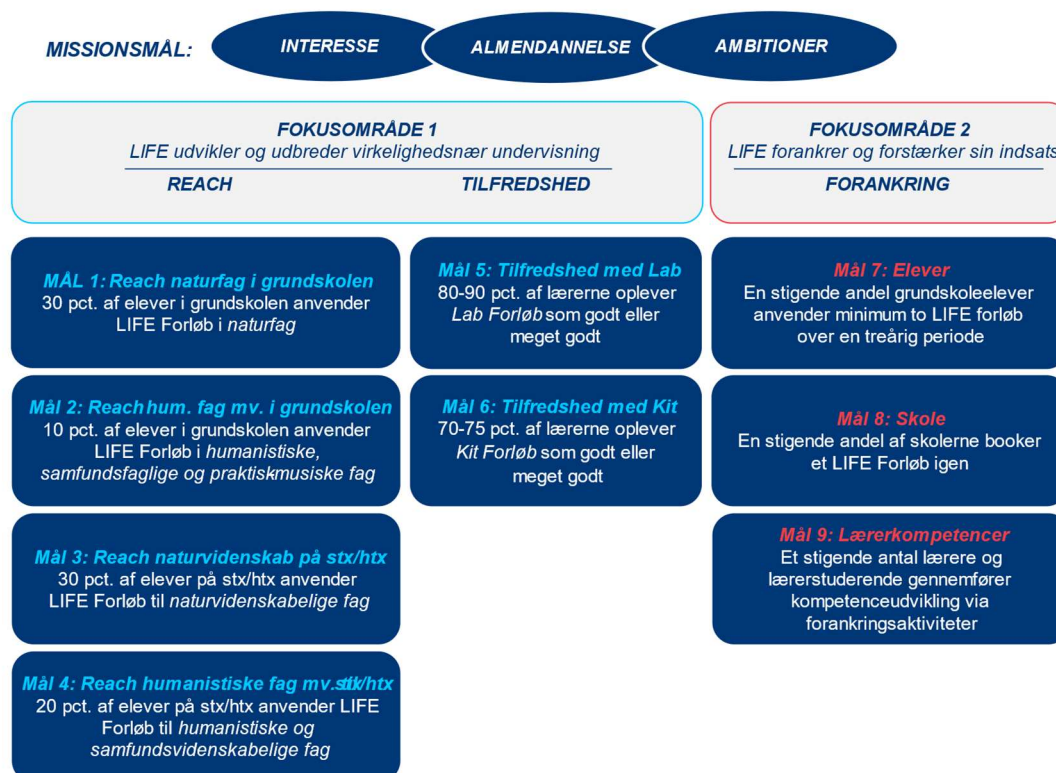 MISSIONSMÅL:
INTERESSE
ALMENDANNELSE
AMBITIONER
FOKUSOMRÅDE 1
LIFE udvikler og udbreder virkelighedsnær undervisning
REACH
TILFREDSHED
FOKUSOMRÅDE 2
LIFE forankrer og forstærker sin indsats
FORANKRING
MÅL 1: Reach naturfag i grundskolen
30 pct. af elever i grundskolen anvender
LIFE Forløb i naturfag
Mål 2: Reach hum. fag mv. i grundskolen
10 pct. af elever i grundskolen anvender
LIFE Forløb i humanistiske,
samfundsfaglige og praktisk-musiske fag
Mål 3: Reach naturvidenskab på stx/htx
30 pct. af elever på stx/htx anvender
LIFE Forløb til naturvidenskabelige fag
Mål 4: Reach humanistiske fag mv. stx/htx
20 pct. af elever på stx/htx anvender LIFE
Forløb til humanistiske og
samfundsvidenskabelige fag
Mål 5: Tilfredshed med Lab
80-90 pct. af lærerne oplever
Lab Forløb som godt eller
meget godt
Mål 6: Tilfredshed med Kit
70-75 pct. af lærerne oplever
Kit Forløb som godt eller
meget godt
Mål 7: Elever
En stigende andel grundskoleelever
anvender minimum to LIFE forløb
over en treårig periode
Mål 8: Skole
En stigende andel af skolerne booker
et LIFE Forløb igen
Mål 9: Lærerkompetencer
Et stigende antal lærere og
lærerstuderende gennemfører
kompetenceudvikling via
forankringsaktiviteter